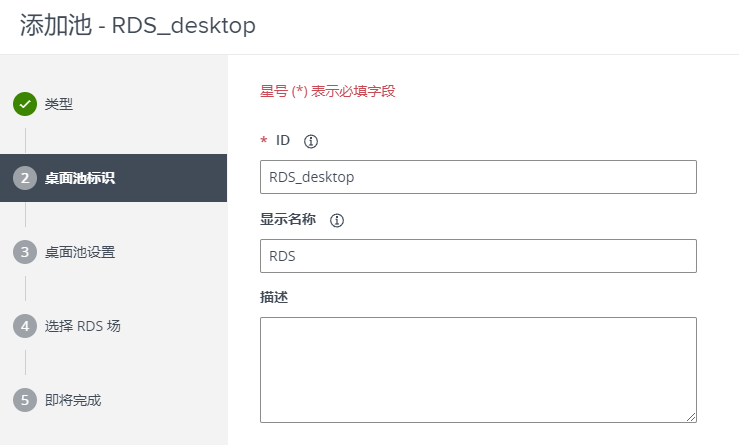 添加池 - RDS_desktop
类型
2 桌面池标识
3 桌面池设置
4 选择 RDS 场
5 即将完成
星号 (*) 表示必填字段
* ID
RDS_desktop
显示名称
RDS
描述